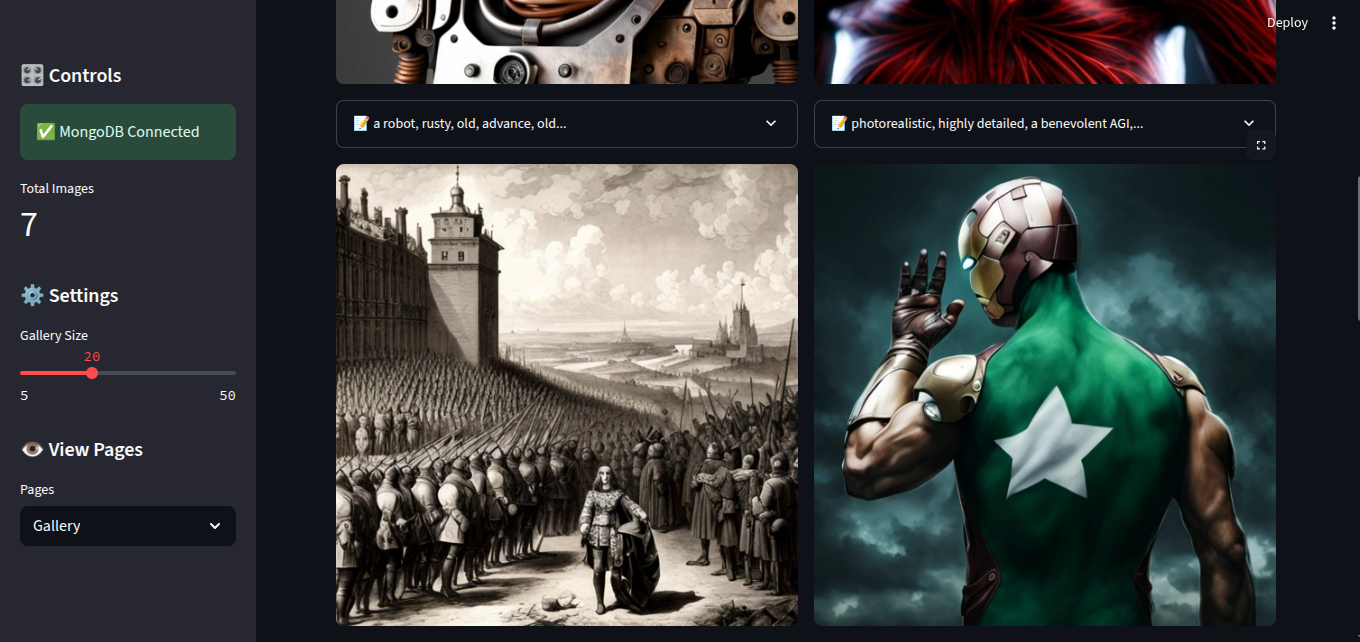 Deploy
🎛️ Controls
✅ MongoDB Connected
Total Images
7
⚙️ Settings
Gallery Size
20
5 50
👁️ View Pages
Pages
Gallery
📝 a robot, rusty, old, advance, old...
📝 photorealistic, highly detailed, a benevolent AGI,...